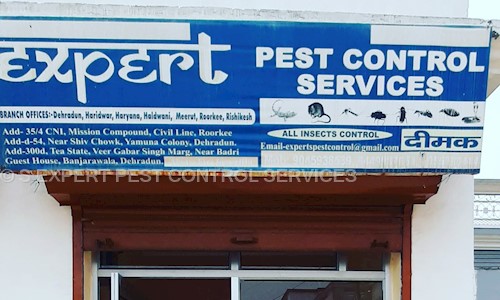 expert
PEST CONTROL
SERVICES
BRANCH OFFICES:- Dehradun, Haridwar, Haryana, Haldwani, Meerut, Roorkee, Rishikesh
Add- 35/4 CNI, Mission Compound, Civil Line, Roorkee
Add-d-54, Near Shiv Chowk, Yamuna Colony, Dehradun.
Add-300d, Tea State, Veer Gabar Singh Marg, Near Badri
Guest House, Banjarawala, Dehradun.
ALL INSECTS CONTROL
Email-expertspestcontrol@gmail.com
दीमक
EXPERT PEST CONTROL SERVICES